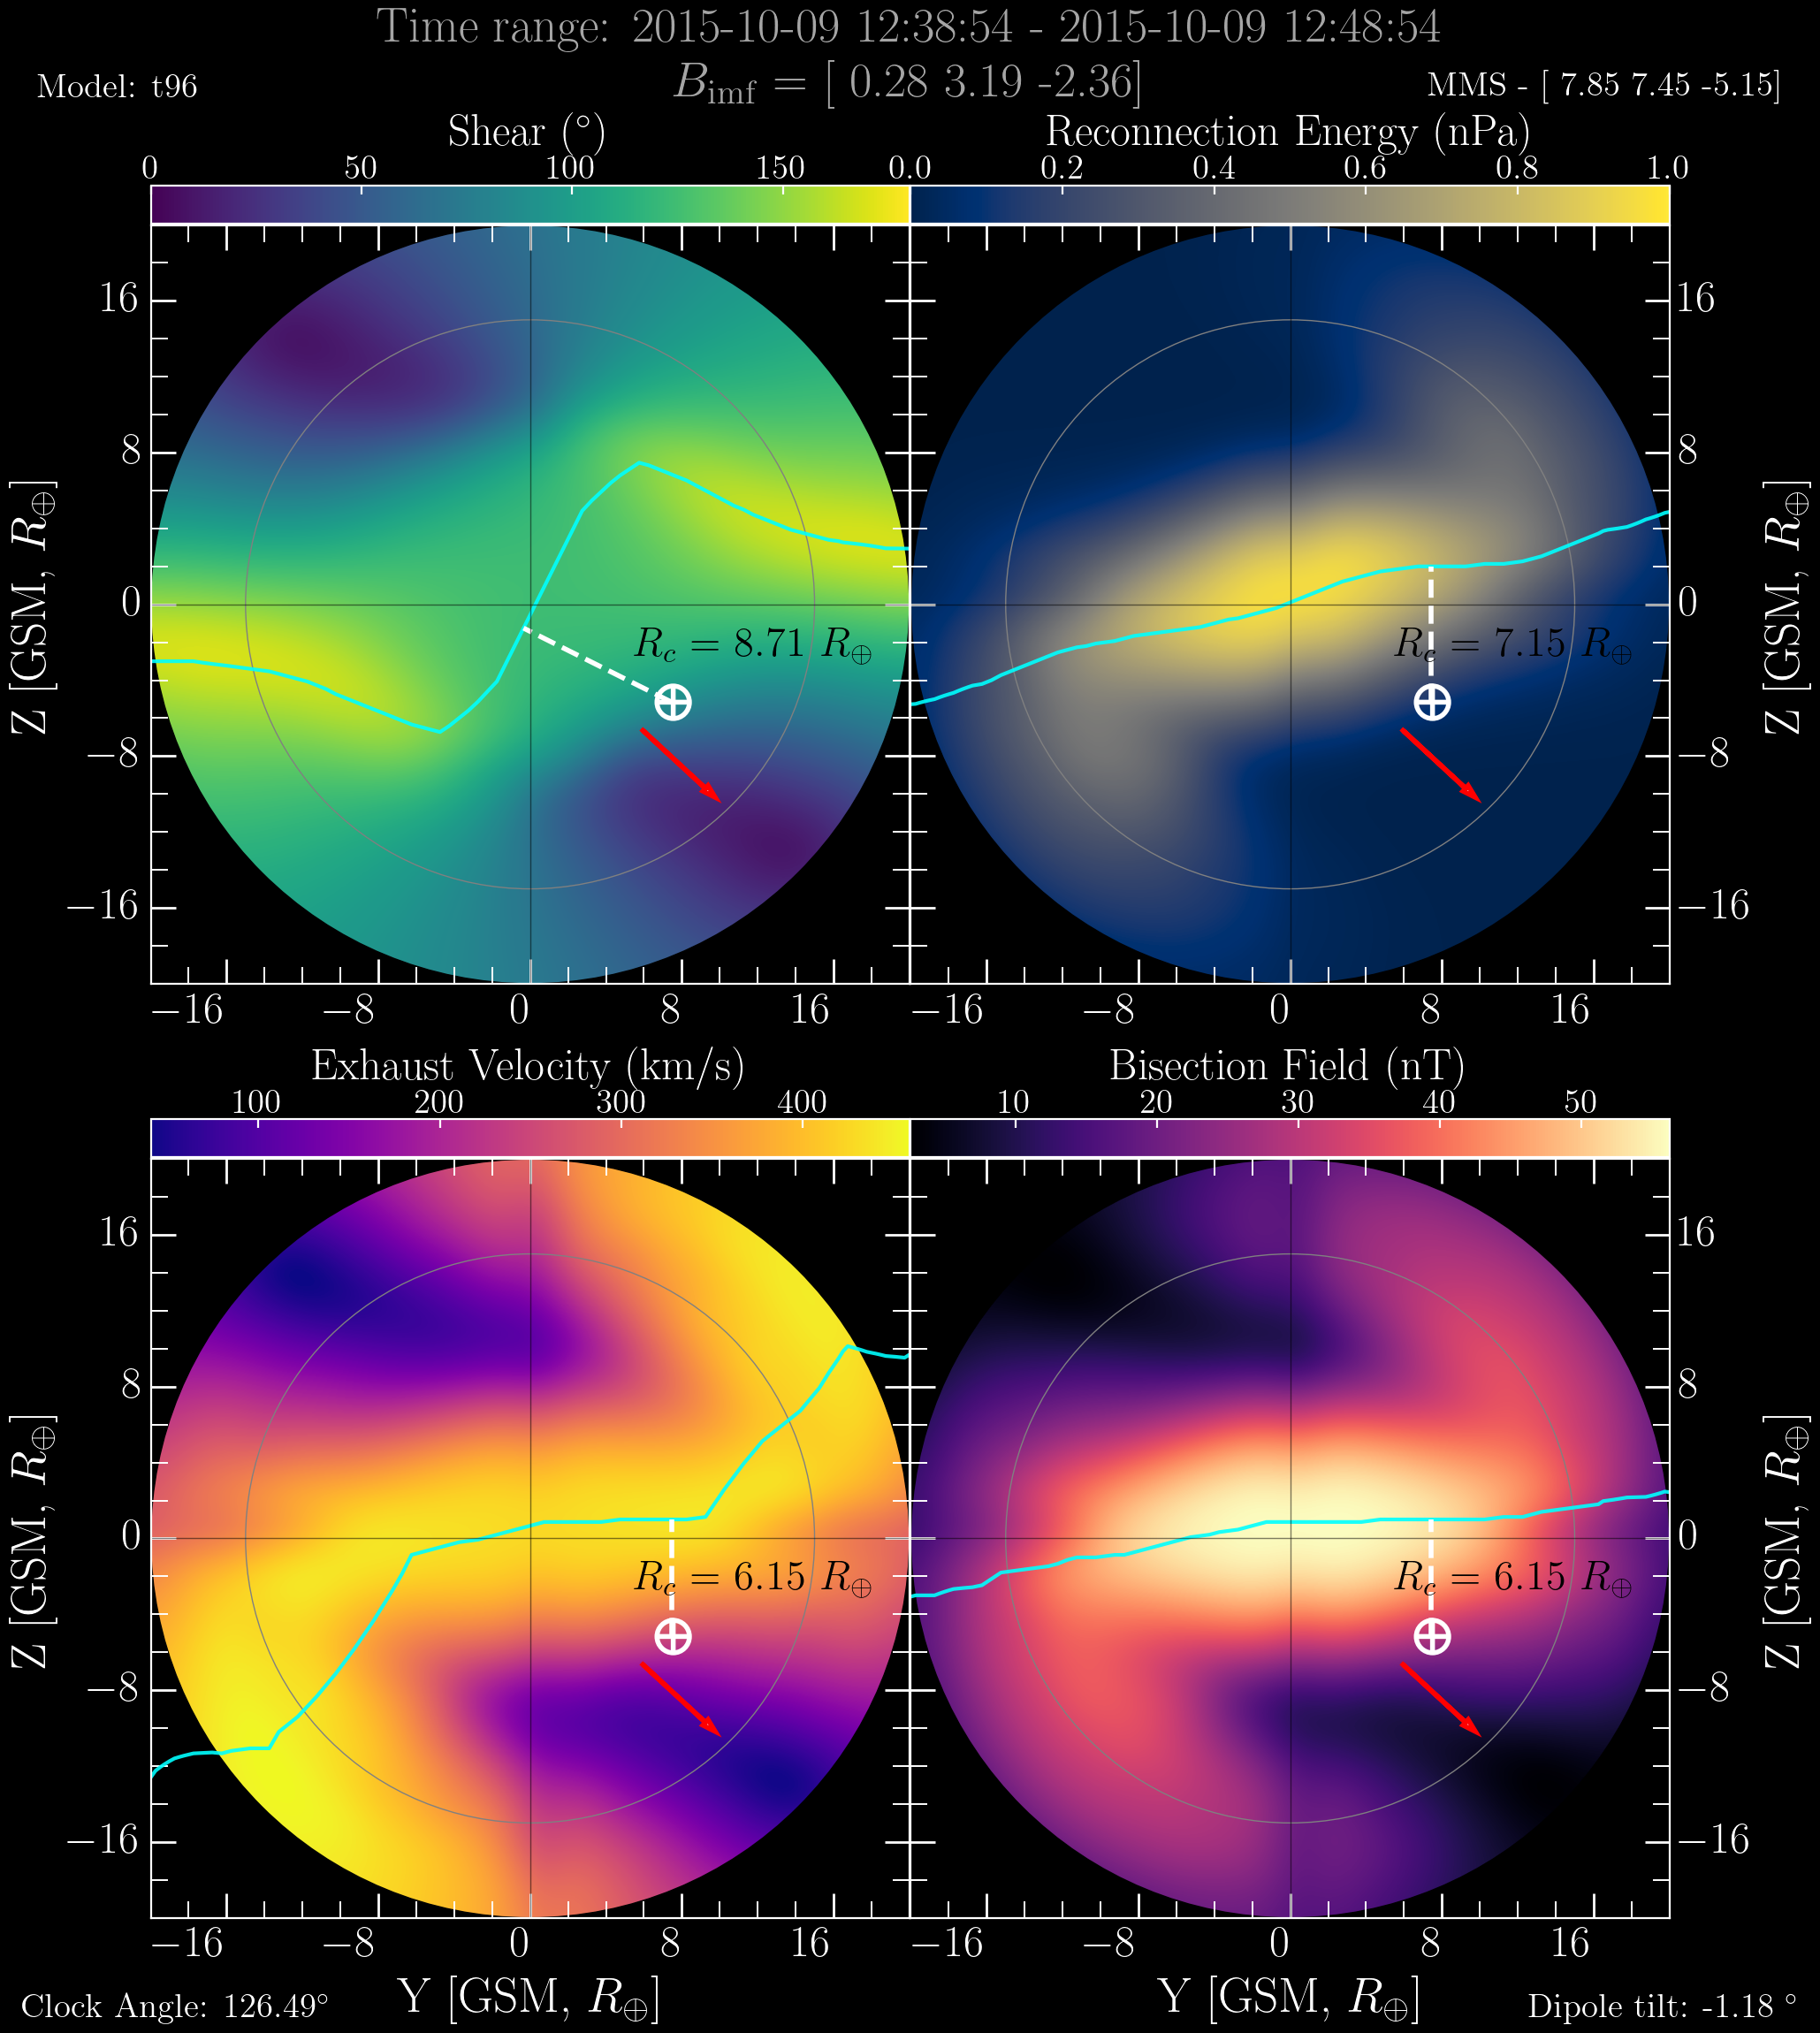 Time range: 2015-10-09 12:38:54 - 2015-10-09 12:48:54
Model: t96
B_imf = [ 0.28 3.19 -2.36]
MMS - [ 7.85 7.45 -5.15]
Shear (°)
Reconnection Energy (nPa)
0 50 100 150
0.0 0.2 0.4 0.6 0.8 1.0
16
8
0
−8
−16
Z [GSM, R⊕]
R_c = 8.71 R⊕
R_c = 7.15 R⊕
16
8
0
−8
−16
Z [GSM, R⊕]
−16 −8 0 8 16
−16 −8 0 8 16
Exhaust Velocity (km/s)
Bisection Field (nT)
100 200 300 400
10 20 30 40 50
16
8
0
−8
−16
Z [GSM, R⊕]
R_c = 6.15 R⊕
R_c = 6.15 R⊕
16
8
0
−8
−16
Z [GSM, R⊕]
−16 −8 0 8 16
−16 −8 0 8 16
Y [GSM, R⊕]
Y [GSM, R⊕]
Clock Angle: 126.49°
Dipole tilt: -1.18 °